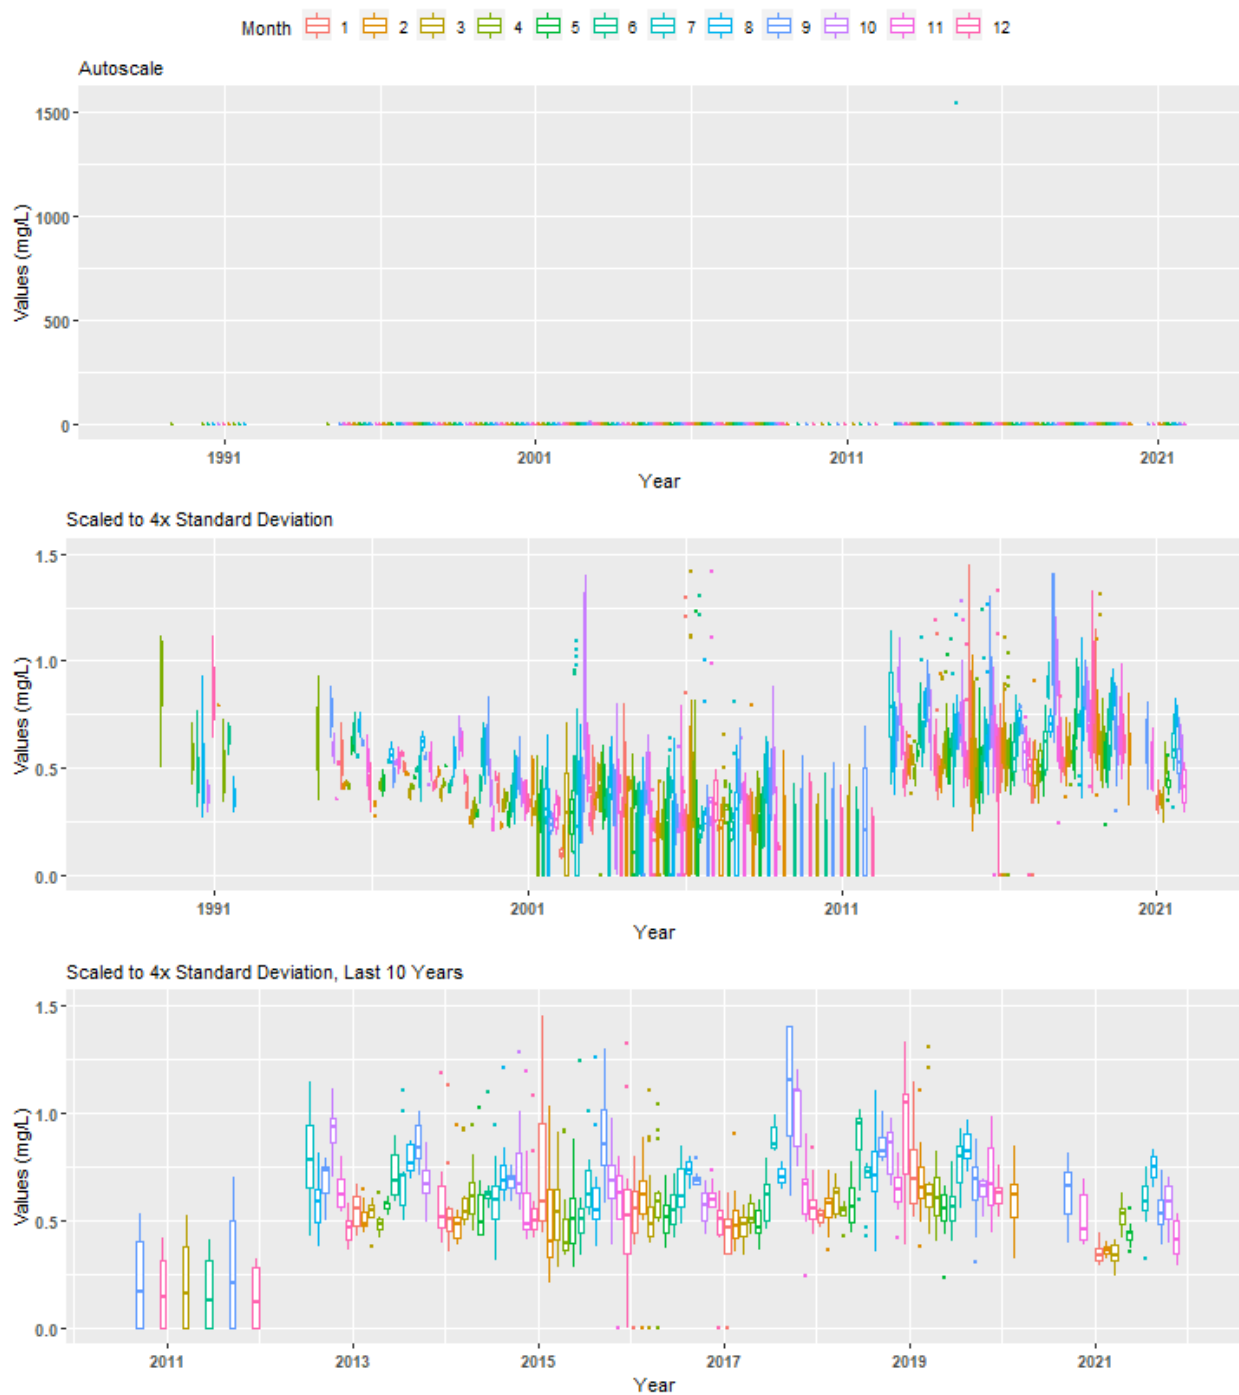 Month 1 2 3 4 5 6 7 8 9 10 11 12
Autoscale
1500
1000
500
0
Values (mg/L)
1991 2001 2011 2021
Year
Scaled to 4x Standard Deviation
1.5
1.0
0.5
0.0
Values (mg/L)
1991 2001 2011 2021
Year
Scaled to 4x Standard Deviation, Last 10 Years
1.5
1.0
0.5
0.0
Values (mg/L)
2011 2013 2015 2017 2019 2021
Year